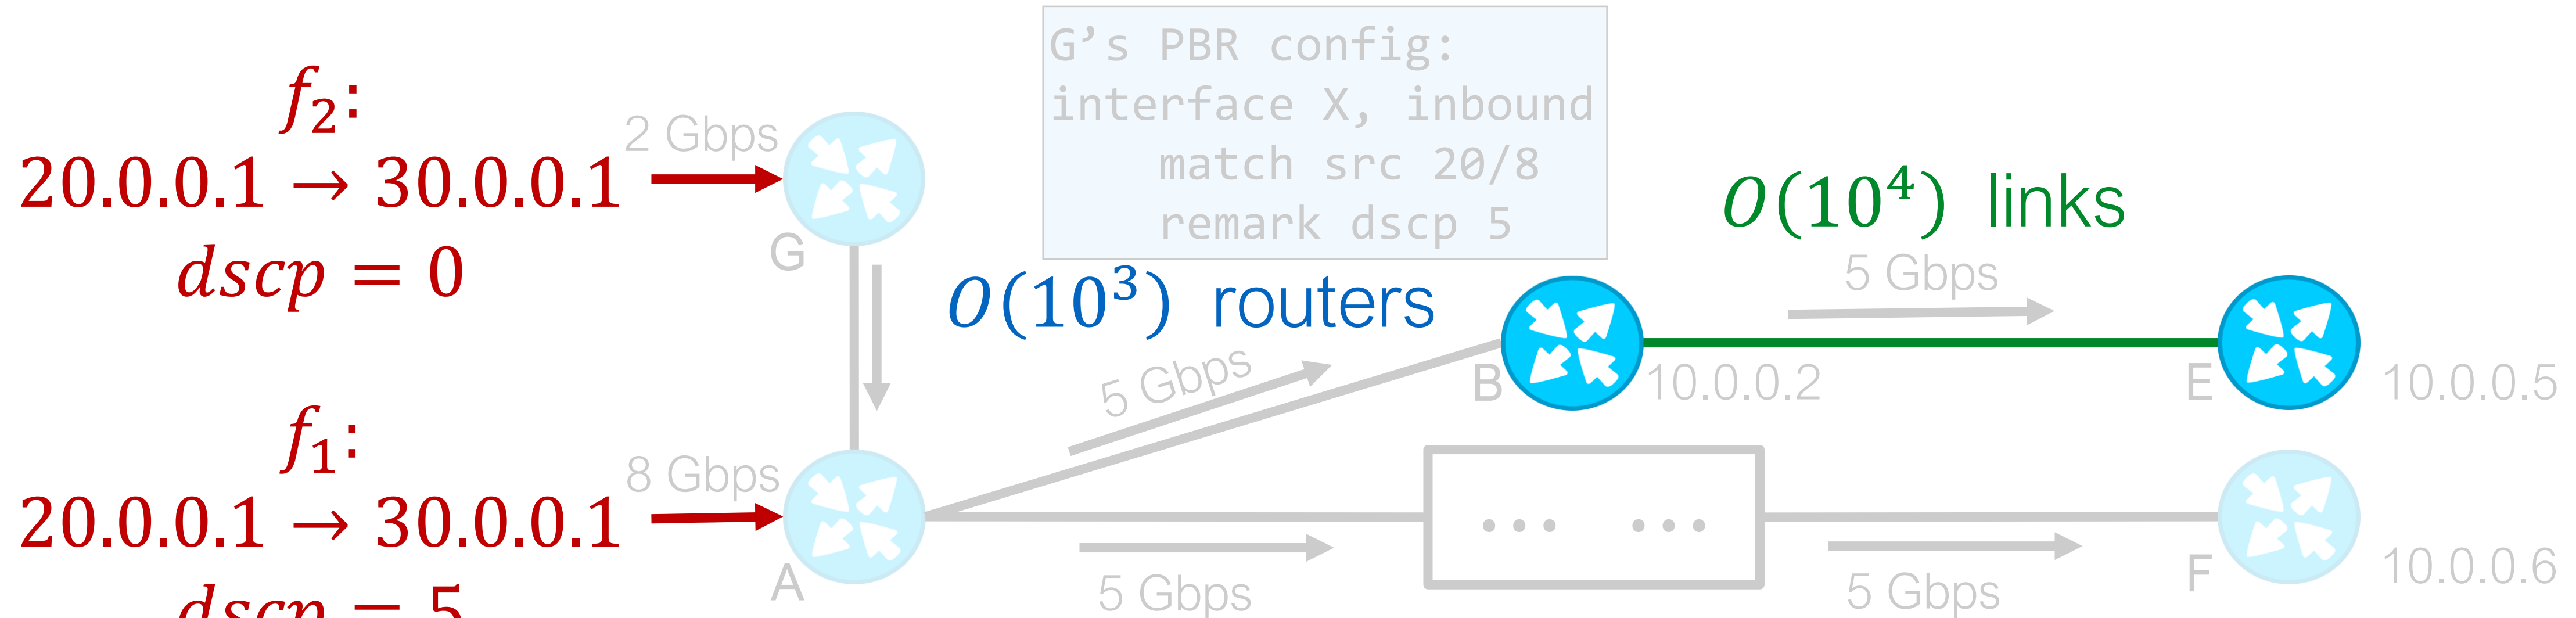 f₂:
20.0.0.1 → 30.0.0.1
dscp = 0
2 Gbps
G
G’s PBR config:
interface X, inbound
match src 20/8
remark dscp 5
O(10³) routers
O(10⁴) links
5 Gbps
5 Gbps
B
10.0.0.2
E
10.0.0.5
f₁:
20.0.0.1 → 30.0.0.1
dscp = 5
8 Gbps
A
5 Gbps
... ...
5 Gbps
F
10.0.0.6